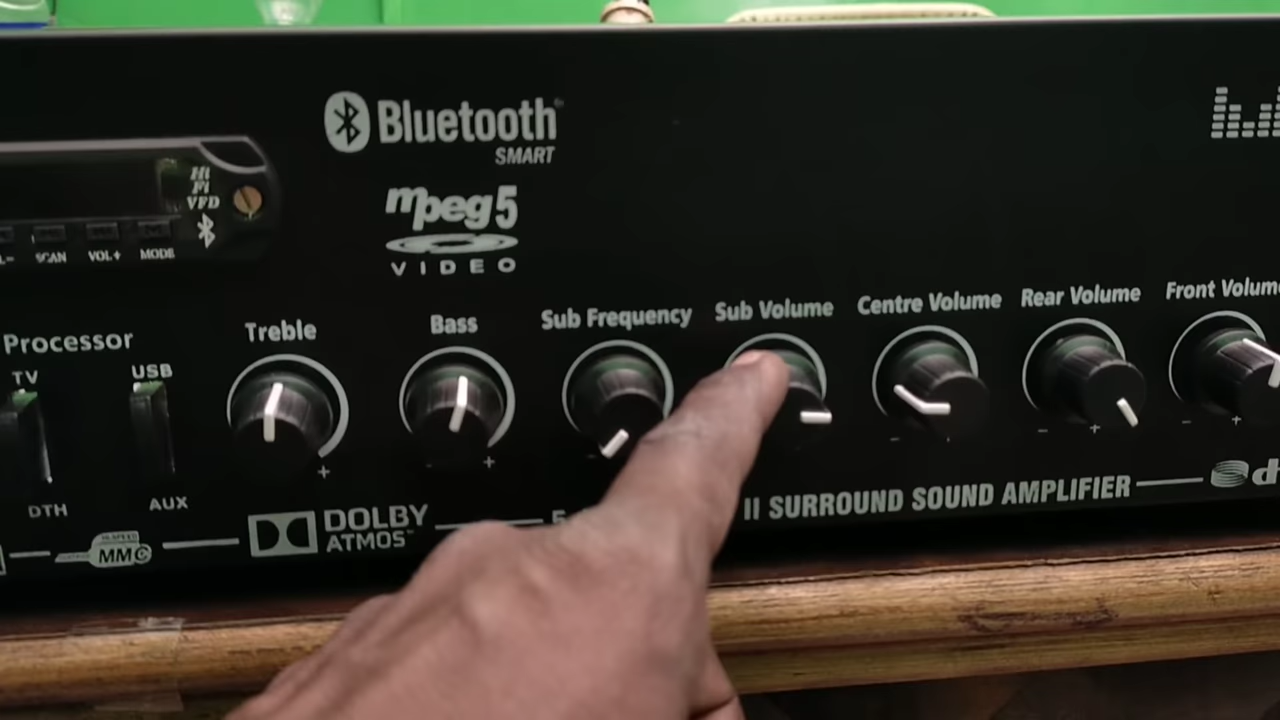 Bluetooth
SMART
mpeg5
VIDEO
Hi
Fi
VFD
SCAN VOL+ MODE
Processor
TV USB
DTH AUX
Treble
Bass
Sub Frequency
Sub Volume
Centre Volume
Rear Volume
Front Volume
MMC
DOLBY
ATMOS
II SURROUND SOUND AMPLIFIER